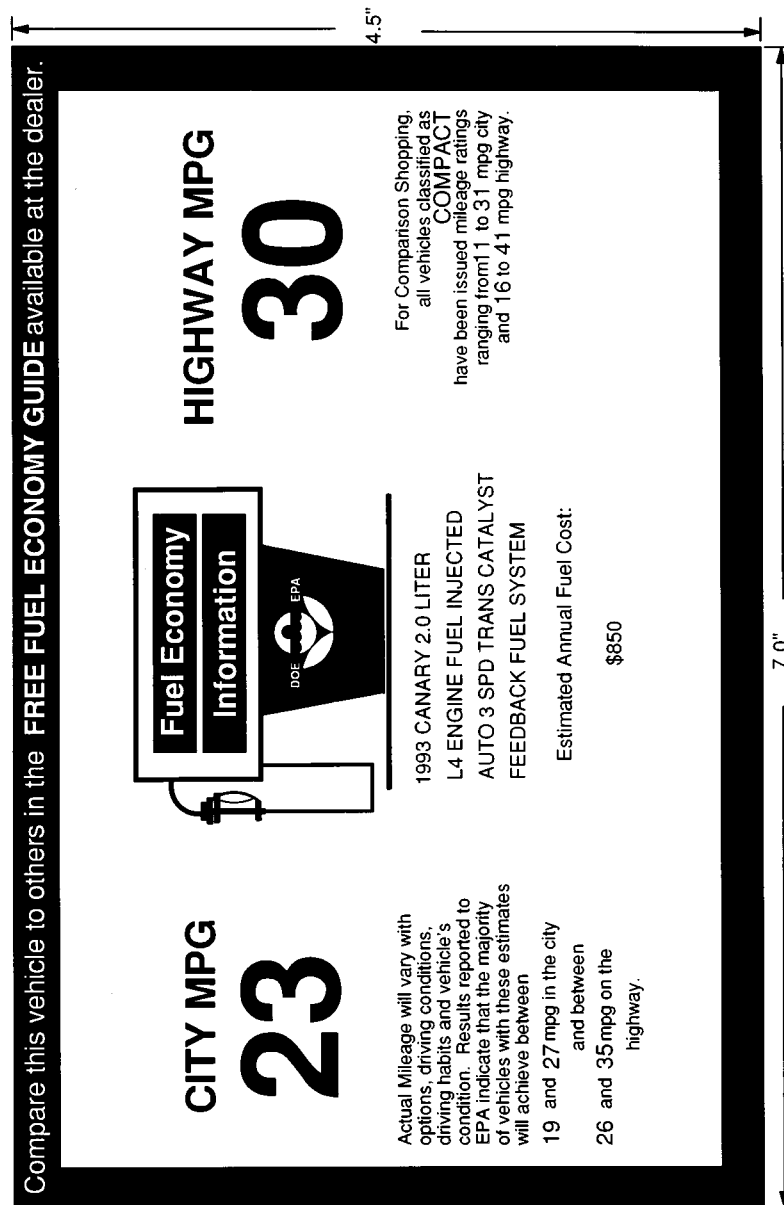 Compare this vehicle to others in the FREE FUEL ECONOMY GUIDE available at the dealer.
CITY MPG
23
Fuel Economy
Information
DOE EPA
HIGHWAY MPG
30
Actual Mileage will vary with
options, driving conditions,
driving habits and vehicle's
condition. Results reported to
EPA indicate that the majority
of vehicles with these estimates
will achieve between
19 and 27 mpg in the city
and between
26 and 35 mpg on the
highway.
1993 CANARY 2.0 LITER
L4 ENGINE FUEL INJECTED
AUTO 3 SPD TRANS CATALYST
FEEDBACK FUEL SYSTEM
Estimated Annual Fuel Cost:
$850
For Comparison Shopping,
all vehicles classified as
COMPACT
have been issued mileage ratings
ranging from11 to 31 mpg city
and 16 to 41 mpg highway.
4.5"
7.0"